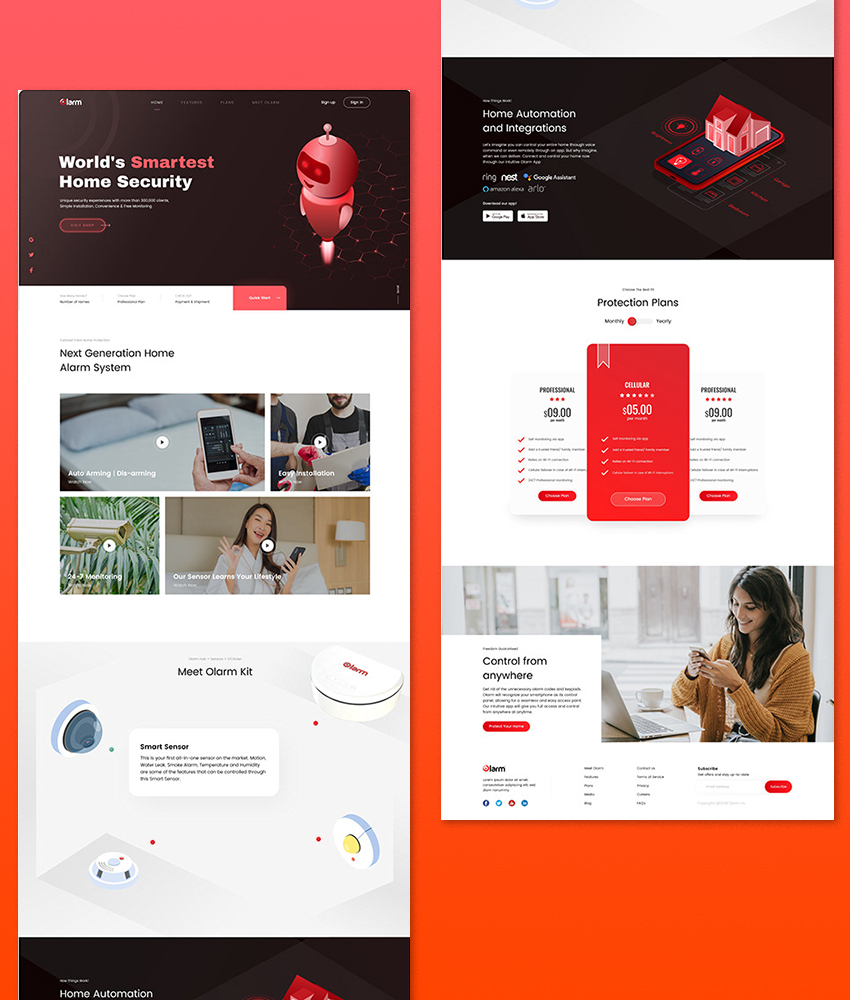 Olarm
HOME
FEATURES
PLANS
MEET OLARM
Sign up
Sign In
World's Smartest
Home Security
Unique security experiences with more than 300,000 clients,
Simple Installation, Convenience & Free Monitoring
VISIT SHOP
Number of Homes
Choose Plan
Professional Plan
Payment & Shipment
Quick Start
Next Generation Home
Alarm System
Auto Arming | Dis-arming
Watch Now
Easy Installation
Watch Now
24-7 Monitoring
Watch Now
Our Sensor Learns Your Lifestyle
Watch Now
Meet Olarm Kit
Olarm
Smart Sensor
This is your first all-in-one sensor on the market. Motion,
Water Leak, Smoke Alarm, Temperature and Humidity
are some of the features that can be controlled through
this Smart Sensor.
How Things Work!
Home Automation
How Things Work!
Home Automation
and Integrations
Let's imagine you can control your entire home through voice
command or even remotely through an app. But why imagine,
when we can deliver. Connect and control your home now
through our intuitive Olarm App
ring
nest
Google Assistant
amazon alexa
arlo
Download our app!
Google Play
App Store
Garage
Kitchen
Bedroom
Choose The Best Fit
Protection Plans
Monthly
Yearly
PROFESSIONAL
$09.00
per month
Self monitoring via app
Add a trusted friend/ family member
Relies on Wi-Fi connection
Cellular failover in case of Wi-Fi
24/7 Professional monitoring
Choose Plan
CELLULAR
$05.00
per month
Self monitoring via app
Add a trusted friend/ family member
Relies on Wi-Fi connection
Cellular failover in case of Wi-Fi interruptions
Choose Plan
PROFESSIONAL
$09.00
per month
Self monitoring via app
Add a trusted friend/ family member
Relies on Wi-Fi connection
Cellular failover in case of Wi-Fi interruptions
24/7 Professional monitoring
Choose Plan
Freedom Guaranteed
Control from
anywhere
Get rid of the unnecessary alarm codes and keypads.
Olarm will recognize your smartphone as its control
panel, allowing for a seamless and easy access point.
Our intuitive app will give you full access and control
from anywhere at anytime.
Protect Your Home
Olarm
Lorem ipsum dolor sit amet,
consectetuer adipiscing elit, sed
diam nonummy
Meet Olarm
Features
Plans
Media
Blog
Contact Us
Terms of Service
Privacy
Careers
FAQs
Subscribe
Get offers and stay up-to-date
Email Address
Subscribe